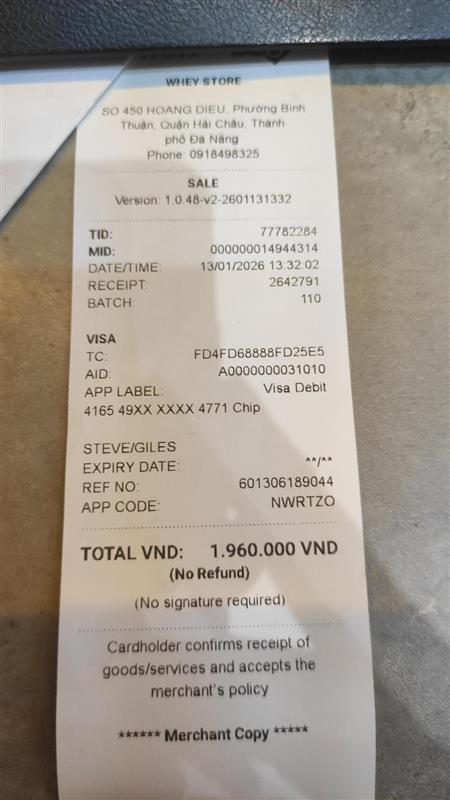 WHEY STORE
SO 450 HOANG DIEU, Phường Bình
Thuận, Quận Hải Châu, Thành
phố Đà Nẵng
Phone: 0918498325
SALE
Version: 1.0.48-v2-2601131332
TID: 77782284
MID: 000000014944314
DATE/TIME: 13/01/2026 13:32:02
RECEIPT: 2642791
BATCH: 110
VISA
TC: FD4FD68888FD25E5
AID: A0000000031010
APP LABEL: Visa Debit
4165 49XX XXXX 4771 Chip
STEVE/GILES
EXPIRY DATE: **/**
REF NO: 601306189044
APP CODE: NWRTZO
TOTAL VND: 1.960.000 VND
(No Refund)
(No signature required)
Cardholder confirms receipt of
goods/services and accepts the
merchant's policy
****** Merchant Copy *****